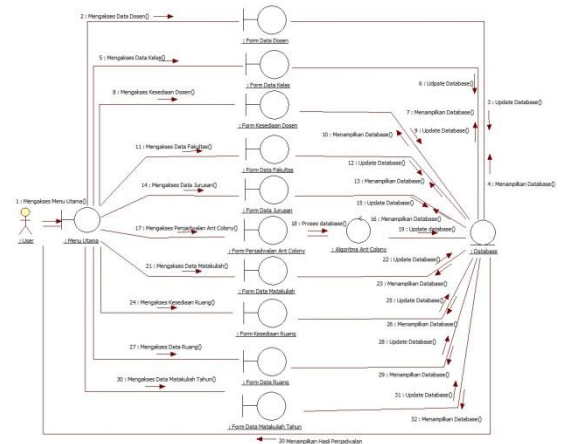 2 : Mengakses Data Dosen()
: Form Data Dosen
5 : Mengakses Data Kelas()
: Form Data Kelas
6 : Udpate Database()
8 : Mengakses Kesediaan Dosen()
3 : Update Database()
7 : Menampilkan Database()
: Form Kesediaan Dosen
9 : Update Database()
10 : Menampilkan Database()
11 : Mengakses Data Fakultas()
12 : Update Database()
: Form Data Fakultas
13 : Menampilkan Database()
4 : Menampilkan Database()
14 : Mengakses Data Jurusan()
15 : Update Database()
1 : Mengakses Menu Utama()
: Form Data Jurusan
16 : Menampilkan Database()
17 : Mengakses Penjadwalan Ant Colony()
18 : Proses database()
19 : Update database()
: User
: Menu Utama
: Form Penjadwalan Ant Colony
: Algoritma Ant Colony
: Database
21 : Mengakses Data Matakuliah()
22 : Update Database()
23 : Menampilkan Database()
: Form Data Matakuliah
24 : Mengakses Kesediaan Ruang()
25 : Update Database()
26 : Menampilkan Database()
: Form Kesediaan Ruang
27 : Mengakses Data Ruang()
28 : Update Database()
29 : Menampilkan Database()
: Form Data Ruang
30 : Mengakses Data Matakuliah Tahun()
31 : Update Database()
32 : Menampilkan Database()
: Form Data Matakuliah Tahun
20 Menampilkan Hasil Penjadwalan